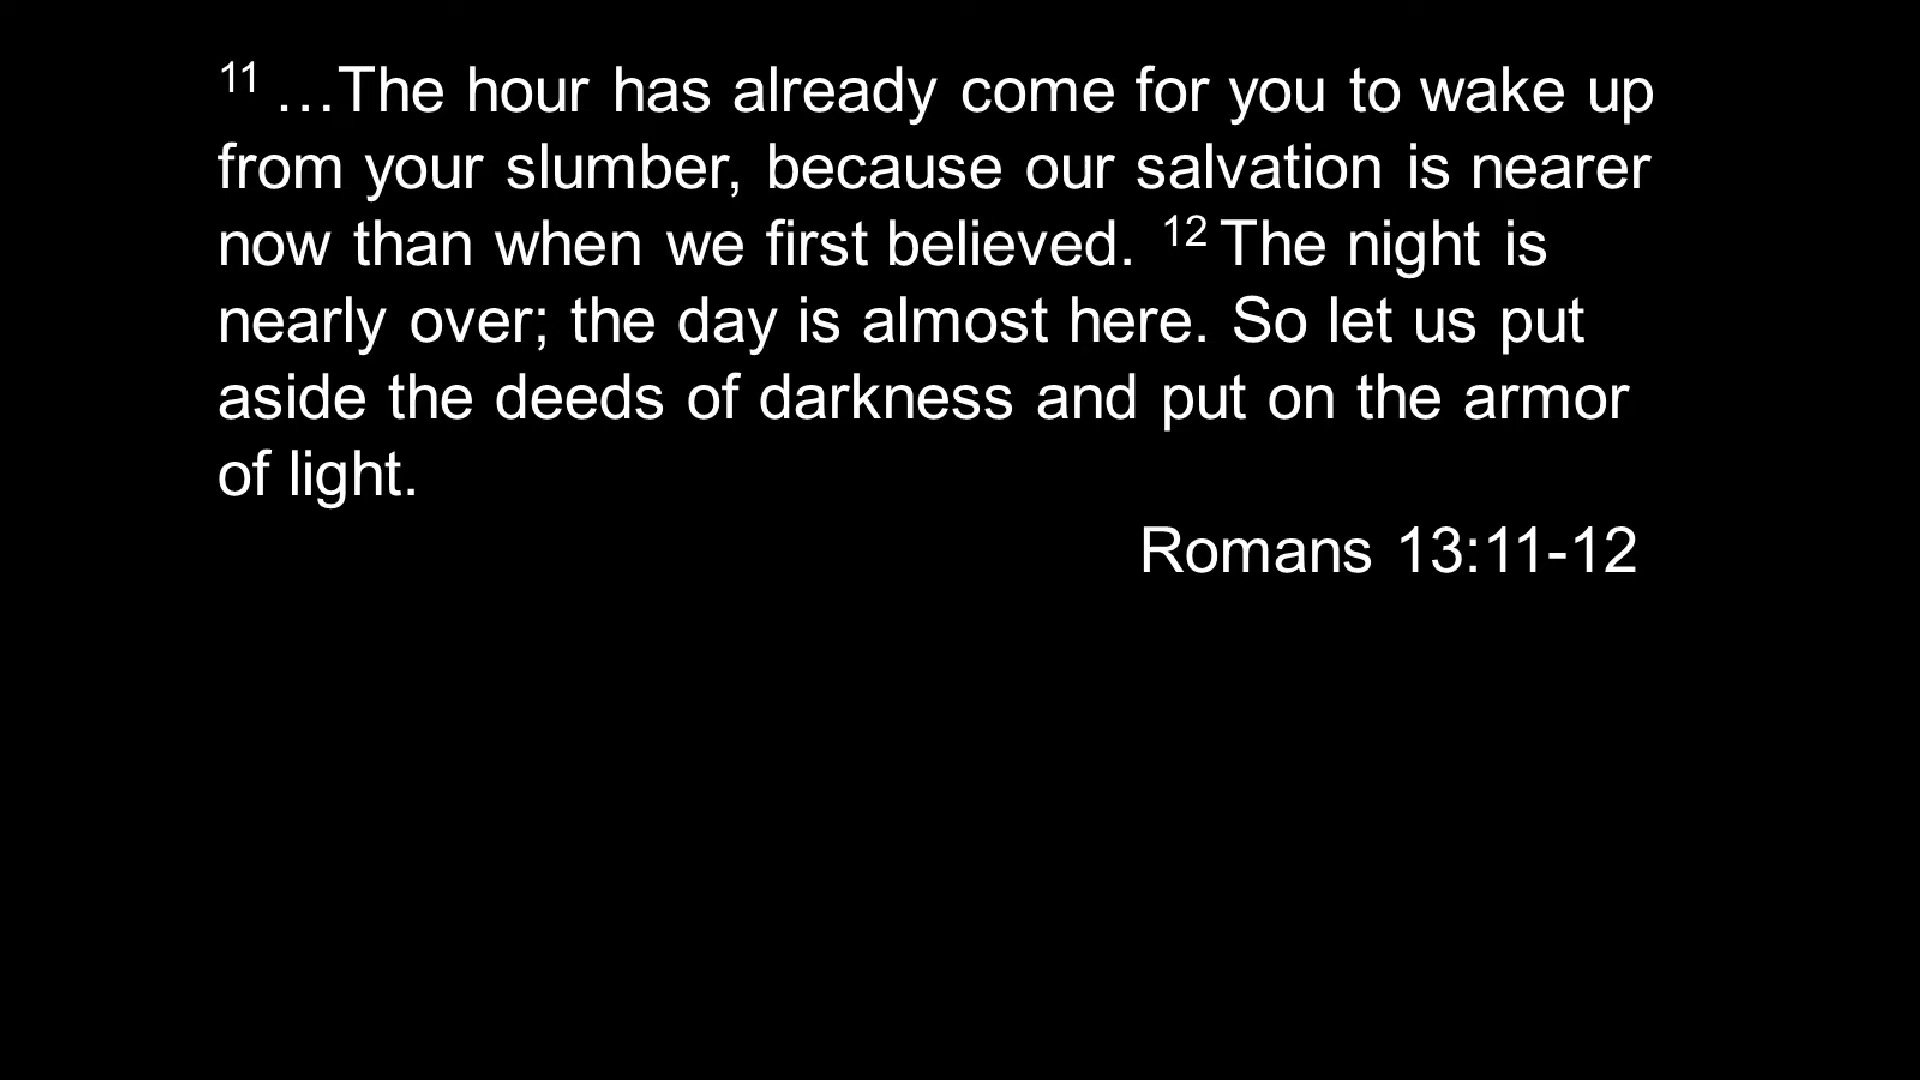 11 …The hour has already come for you to wake up
from your slumber, because our salvation is nearer
now than when we first believed. 12 The night is
nearly over; the day is almost here. So let us put
aside the deeds of darkness and put on the armor
of light.
Romans 13:11-12